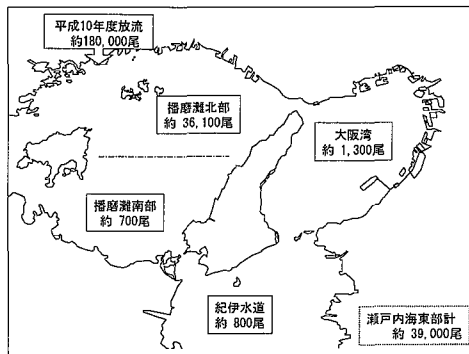 平成10年度放流
約180,000尾
播磨灘北部
約 36,100尾
大阪湾
約 1,300尾
播磨灘南部
約 700尾
紀伊水道
約 800尾
瀬戸内海東部計
約 39,000尾